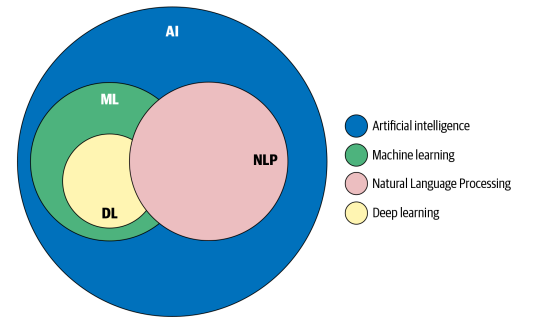 AI
ML
NLP
DL
Artificial intelligence
Machine learning
Natural Language Processing
Deep learning